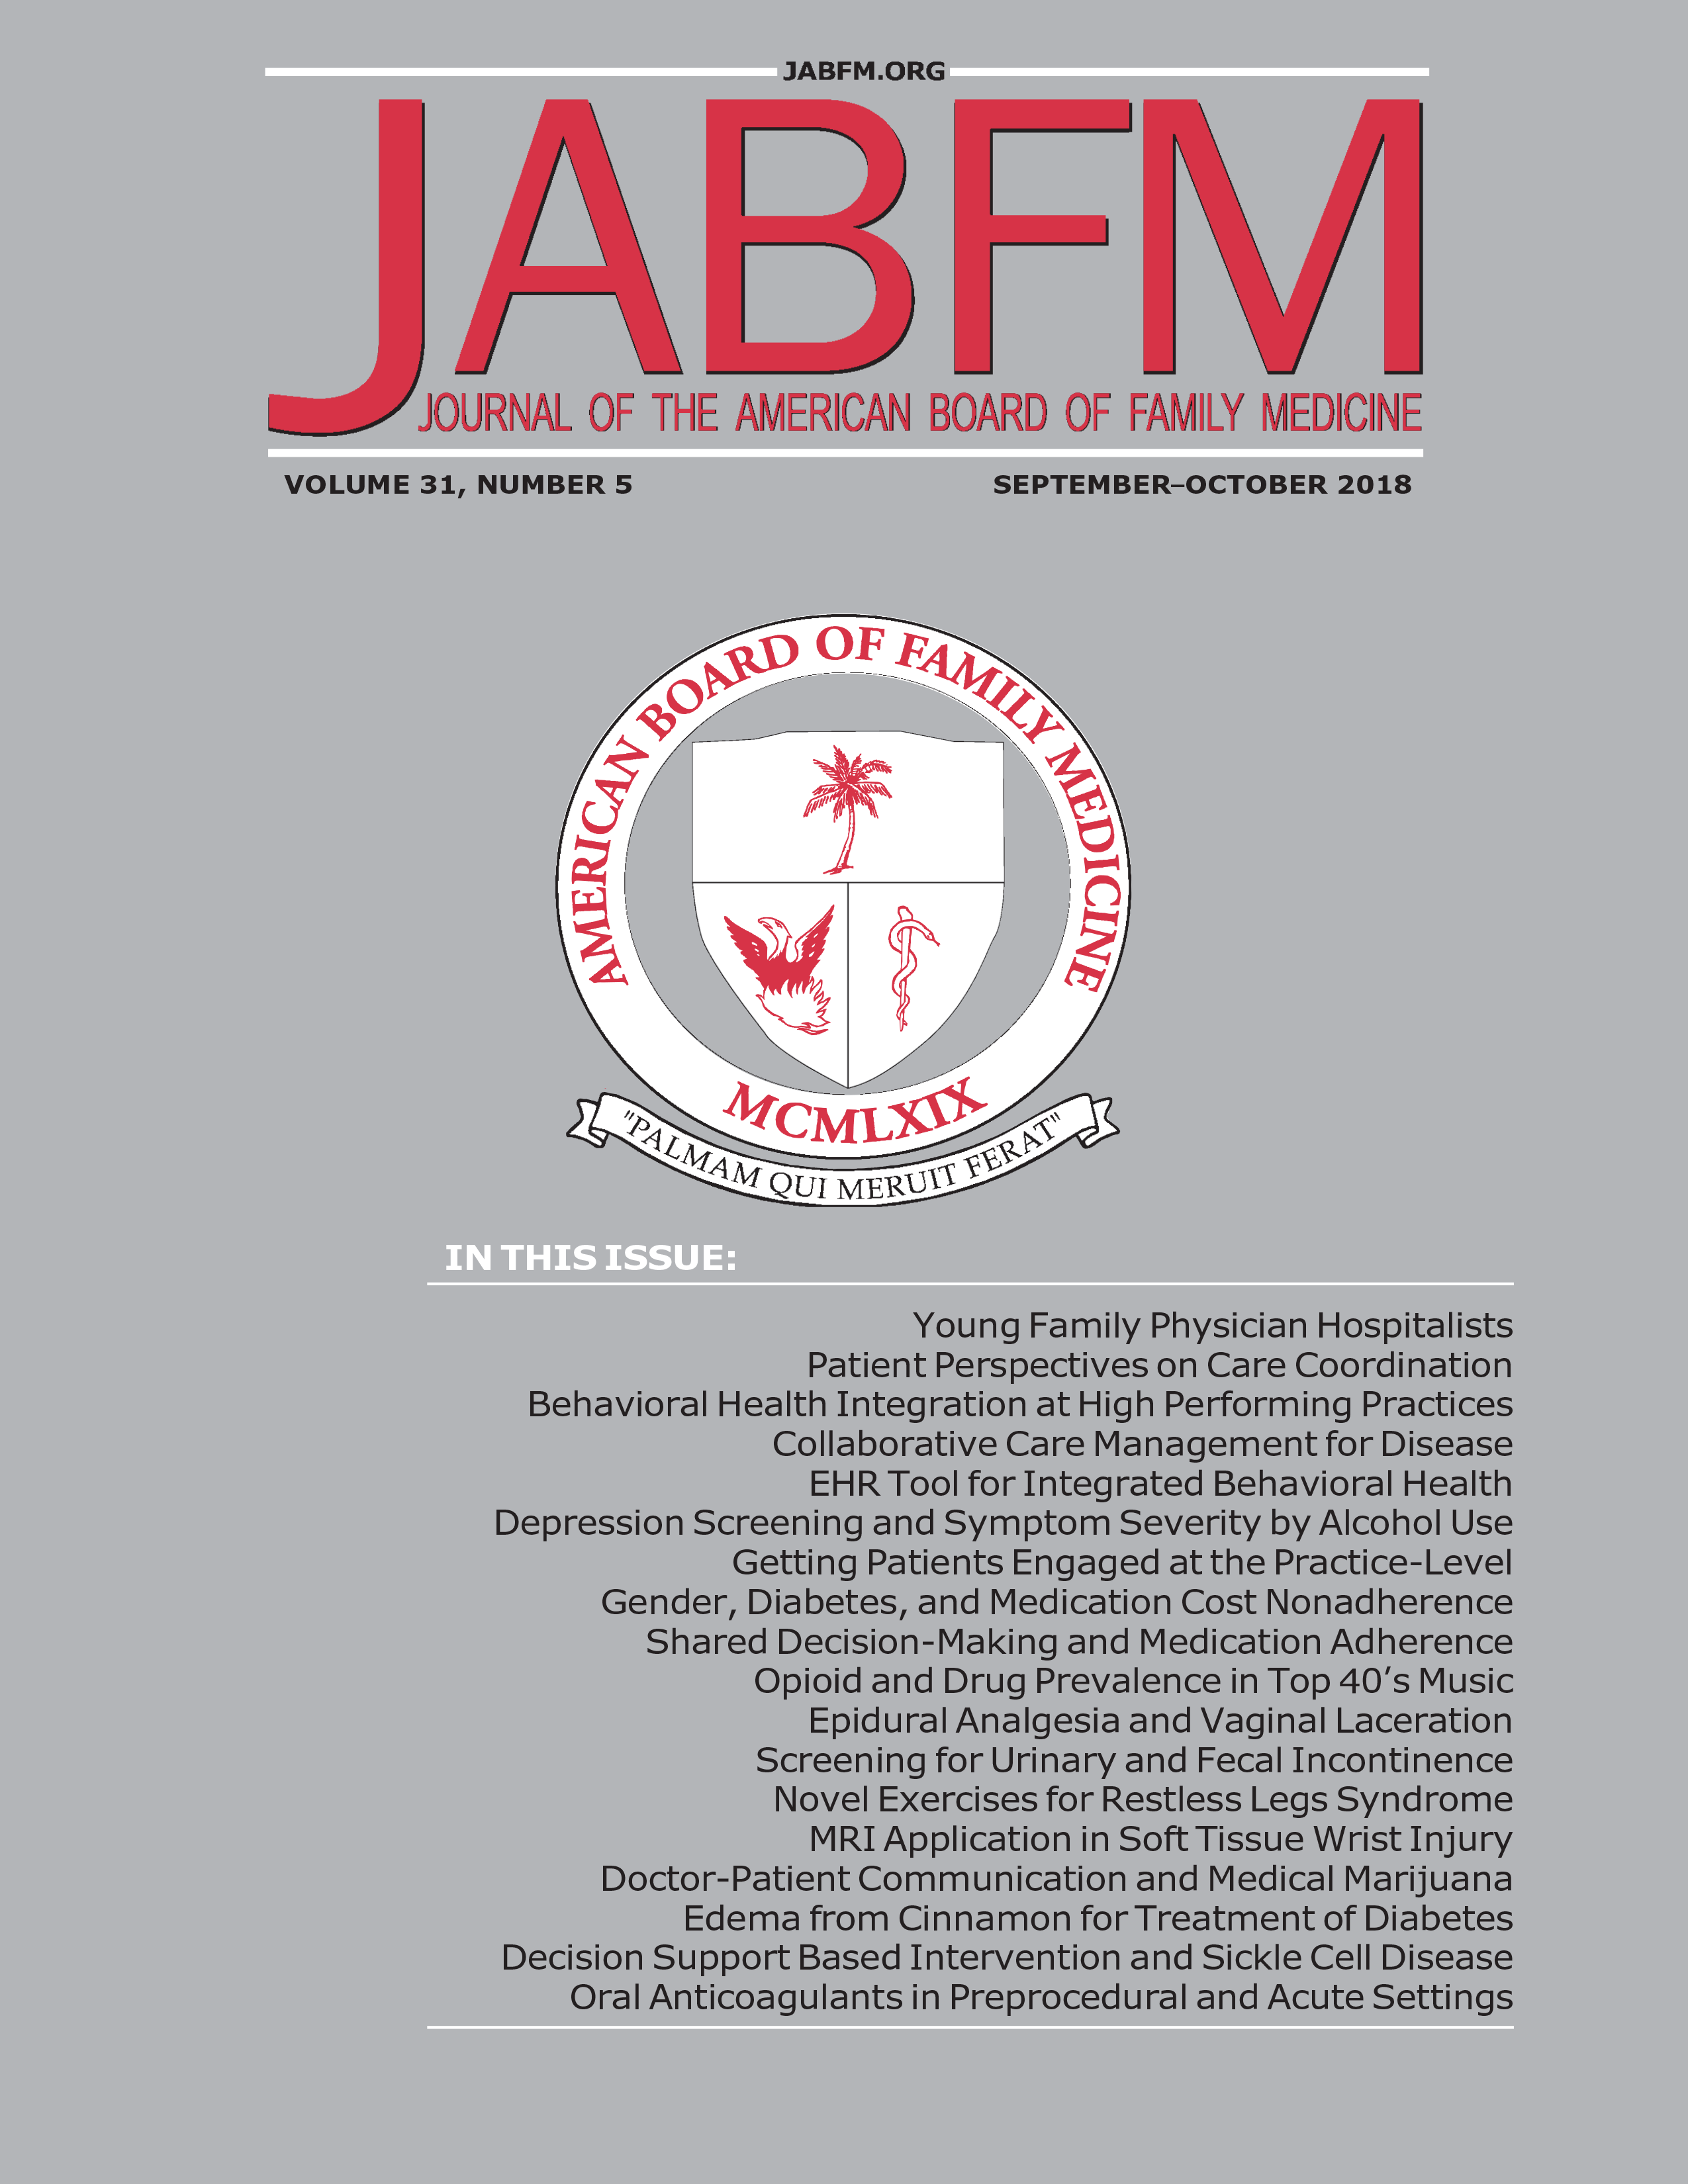 JABFM.ORG
JABFM
JOURNAL OF THE AMERICAN BOARD OF FAMILY MEDICINE
VOLUME 31, NUMBER 5
SEPTEMBER–OCTOBER 2018
AMERICAN BOARD OF FAMILY MEDICINE
MCMLXIX
"PALMAM QUI MERUIT FERAT"
IN THIS ISSUE:
Young Family Physician Hospitalists
Patient Perspectives on Care Coordination
Behavioral Health Integration at High Performing Practices
Collaborative Care Management for Disease
EHR Tool for Integrated Behavioral Health
Depression Screening and Symptom Severity by Alcohol Use
Getting Patients Engaged at the Practice-Level
Gender, Diabetes, and Medication Cost Nonadherence
Shared Decision-Making and Medication Adherence
Opioid and Drug Prevalence in Top 40’s Music
Epidural Analgesia and Vaginal Laceration
Screening for Urinary and Fecal Incontinence
Novel Exercises for Restless Legs Syndrome
MRI Application in Soft Tissue Wrist Injury
Doctor-Patient Communication and Medical Marijuana
Edema from Cinnamon for Treatment of Diabetes
Decision Support Based Intervention and Sickle Cell Disease
Oral Anticoagulants in Preprocedural and Acute Settings